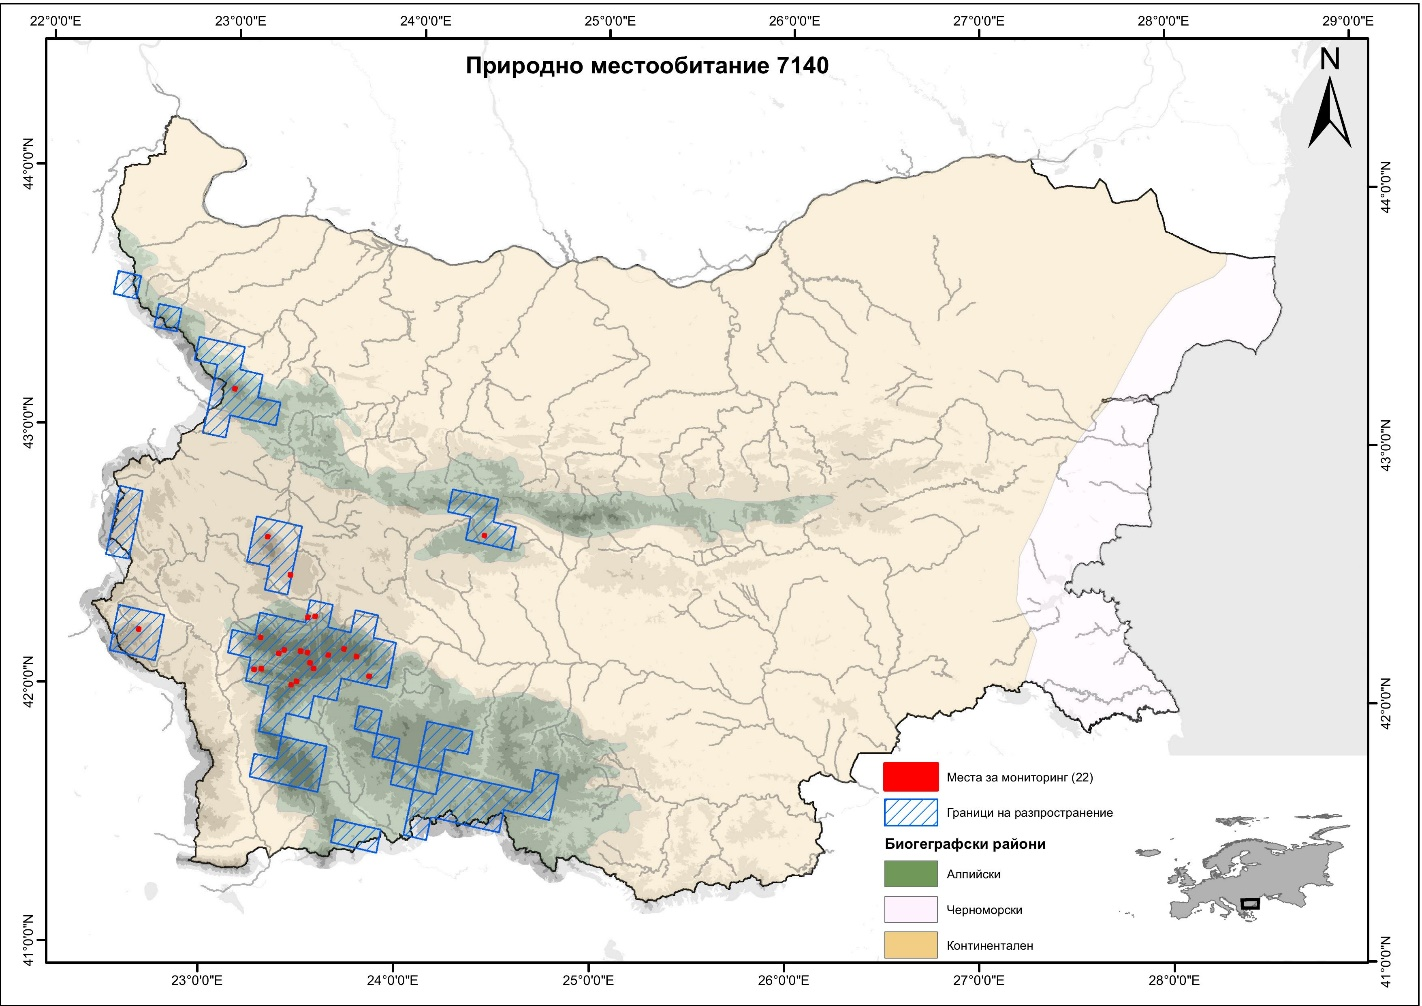 22°0'0"E 23°0'0"E 24°0'0"E 25°0'0"E 26°0'0"E 27°0'0"E 28°0'0"E 29°0'0"E
Природно местообитание 7140
N
44°0'0"N
44°0'0"N
43°0'0"N
43°0'0"N
42°0'0"N
42°0'0"N
41°0'0"N
41°0'0"N
Места за мониторинг (22)
Граници на разпространение
Биогеграфски райони
Алпийски
Черноморски
Континентален
23°0'0"E 24°0'0"E 25°0'0"E 26°0'0"E 27°0'0"E 28°0'0"E